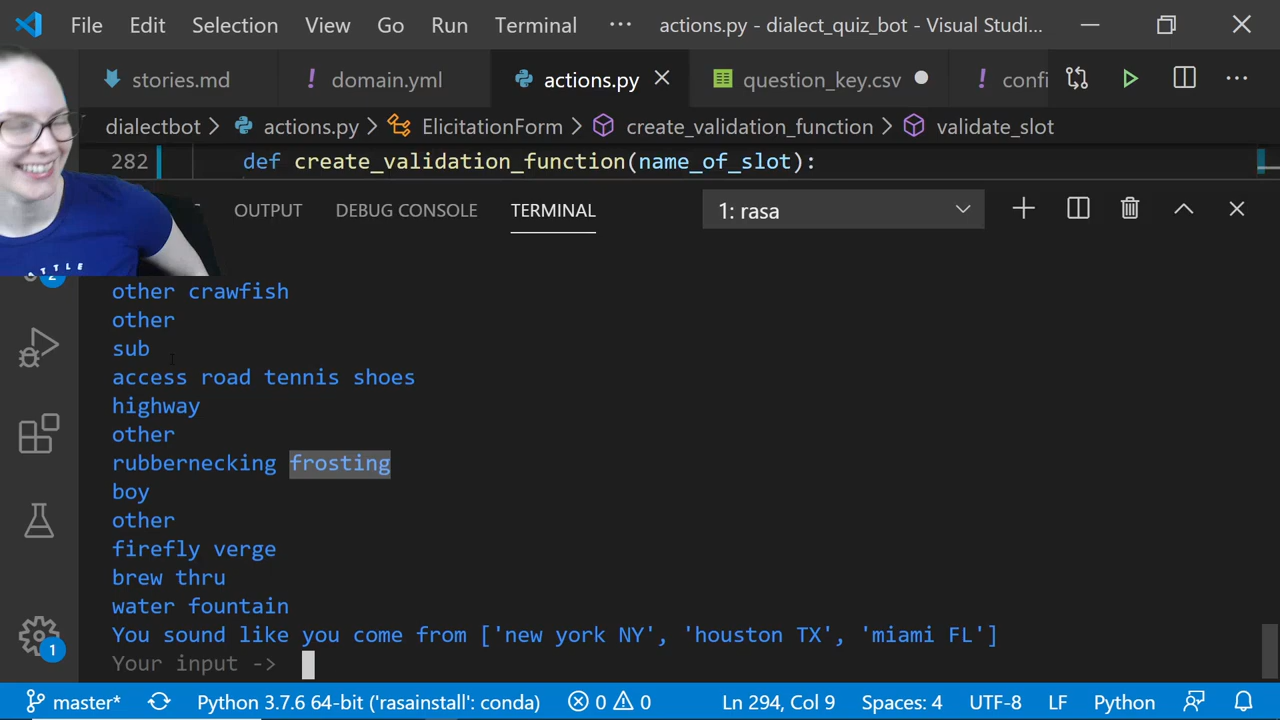 File Edit Selection View Go Run Terminal ··· actions.py - dialect_quiz_bot - Visual Studi...
stories.md ! domain.yml actions.py question_key.csv ! confi ···
dialectbot > actions.py > ElicitationForm > create_validation_function > validate_slot
282 def create_validation_function(name_of_slot):
OUTPUT DEBUG CONSOLE TERMINAL 1: rasa
TTLE
2
other crawfish
other
sub
access road tennis shoes
highway
other
rubbernecking frosting
boy
other
firefly verge
brew thru
water fountain
You sound like you come from ['new york NY', 'houston TX', 'miami FL']
Your input ->
1
master* Python 3.7.6 64-bit ('rasainstall': conda) 0 0 Ln 294, Col 9 Spaces: 4 UTF-8 LF Python